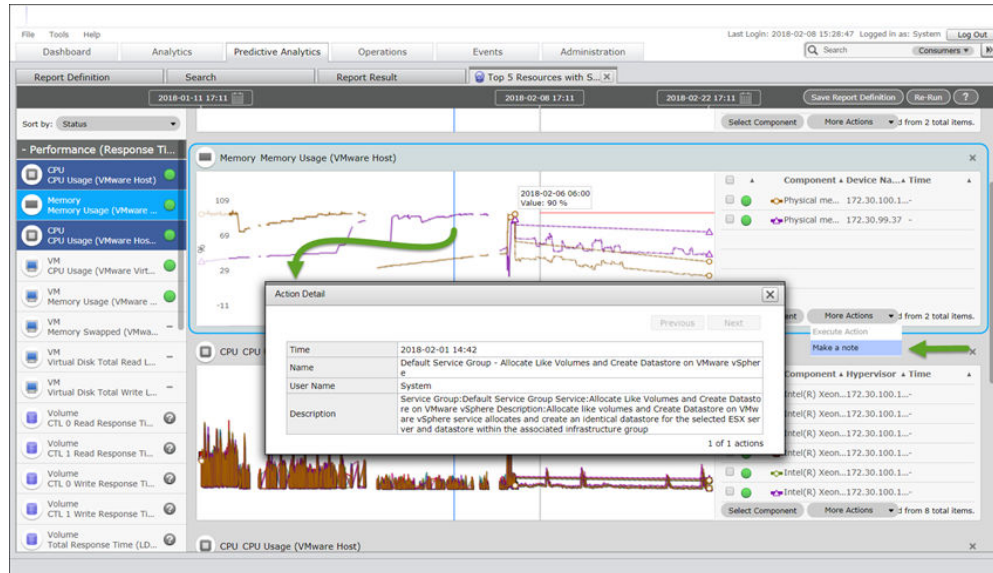 File Tools Help
Last Login: 2018-02-08 15:28:47 Logged in as: System Log Out
Dashboard Analytics Predictive Analytics Operations Events Administration
Search Consumers
Report Definition Search Report Result Top 5 Resources with S...
2018-01-11 17:11 2018-02-08 17:11 2018-02-22 17:11 Save Report Definition Re-Run ?
Sort by: Status
Select Component More Actions d from 2 total items.
- Performance (Response Ti...
CPU
CPU Usage (VMware Host)
Memory
Memory Usage (VMware ...
CPU
CPU Usage (VMware Hos...
VM
CPU Usage (VMware Virt...
VM
Memory Usage (VMware ...
VM
Memory Swapped (VMwa...
VM
Virtual Disk Total Read L...
VM
Virtual Disk Total Write L...
Volume
CTL 0 Read Response Ti...
Volume
CTL 1 Read Response Ti...
Volume
CTL 0 Write Response Ti...
Volume
CTL 1 Write Response Ti...
Volume
Total Response Time (LD...
Memory Memory Usage (VMware Host)
109
69
29
-11
%
2018-02-06 06:00
Value: 90 %
Component Device Na... Time
Physical me... 172.30.100.1...-
Physical me... 172.30.99.37 -
ent More Actions d from 2 total items.
Execute Action
Make a note
Action Detail
Previous Next
Time 2018-02-01 14:42
Name Default Service Group - Allocate Like Volumes and Create Datastore on VMware vSpher
e
User Name System
Description Service Group:Default Service Group Service:Allocate Like Volumes and Create Datasto
re on VMware vSphere Description:Allocate like volumes and Create Datastore on VMw
are vSphere service allocates and create an identical datastore for the selected ESX ser
ver and datastore within the associated infrastructure group
1 of 1 actions
CPU CPU
Component Hypervisor Time
Intel(R) Xeon...172.30.100.1...-
Intel(R) Xeon...172.30.100.1...-
Intel(R) Xeon...172.30.100.1...-
Intel(R) Xeon...172.30.100.1...-
Select Component More Actions d from 8 total items.
CPU CPU Usage (VMware Host)